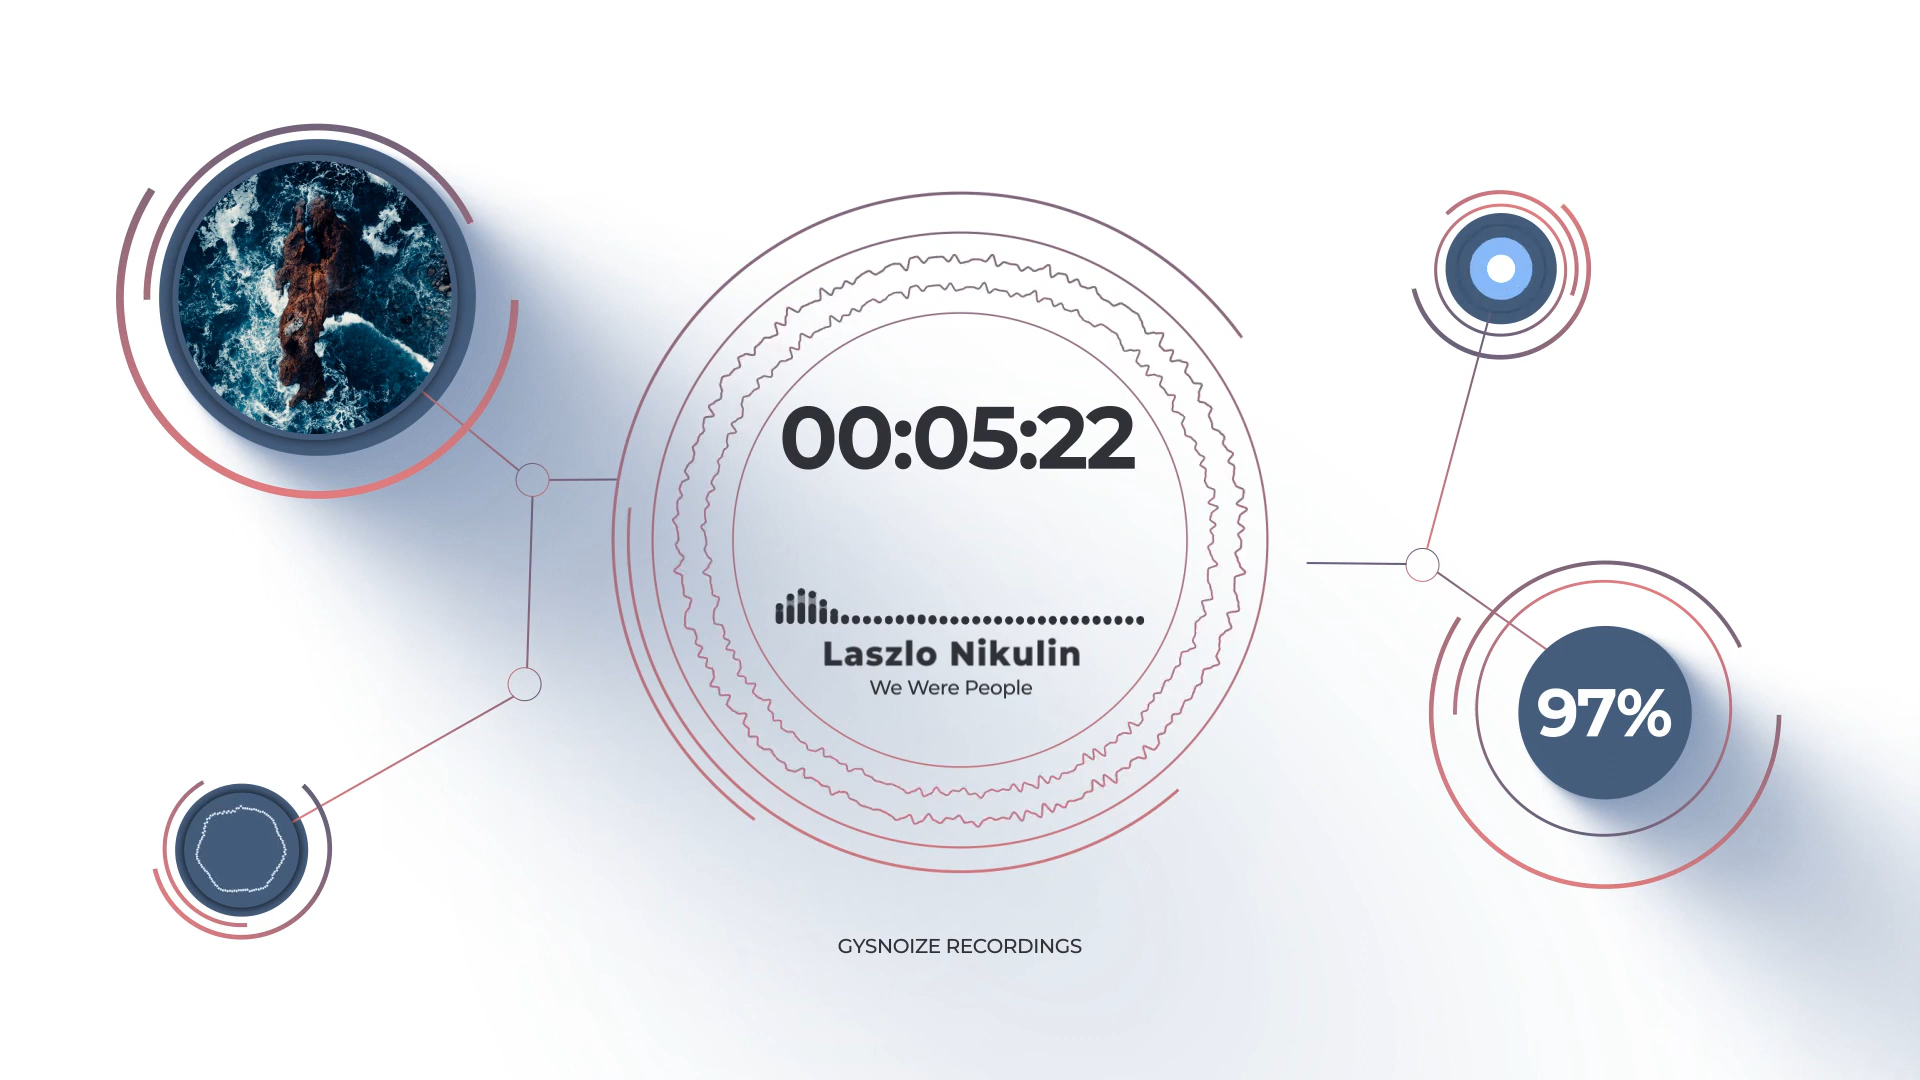 00:05:22
Laszlo Nikulin
We Were People
97%
GYSNOIZE RECORDINGS